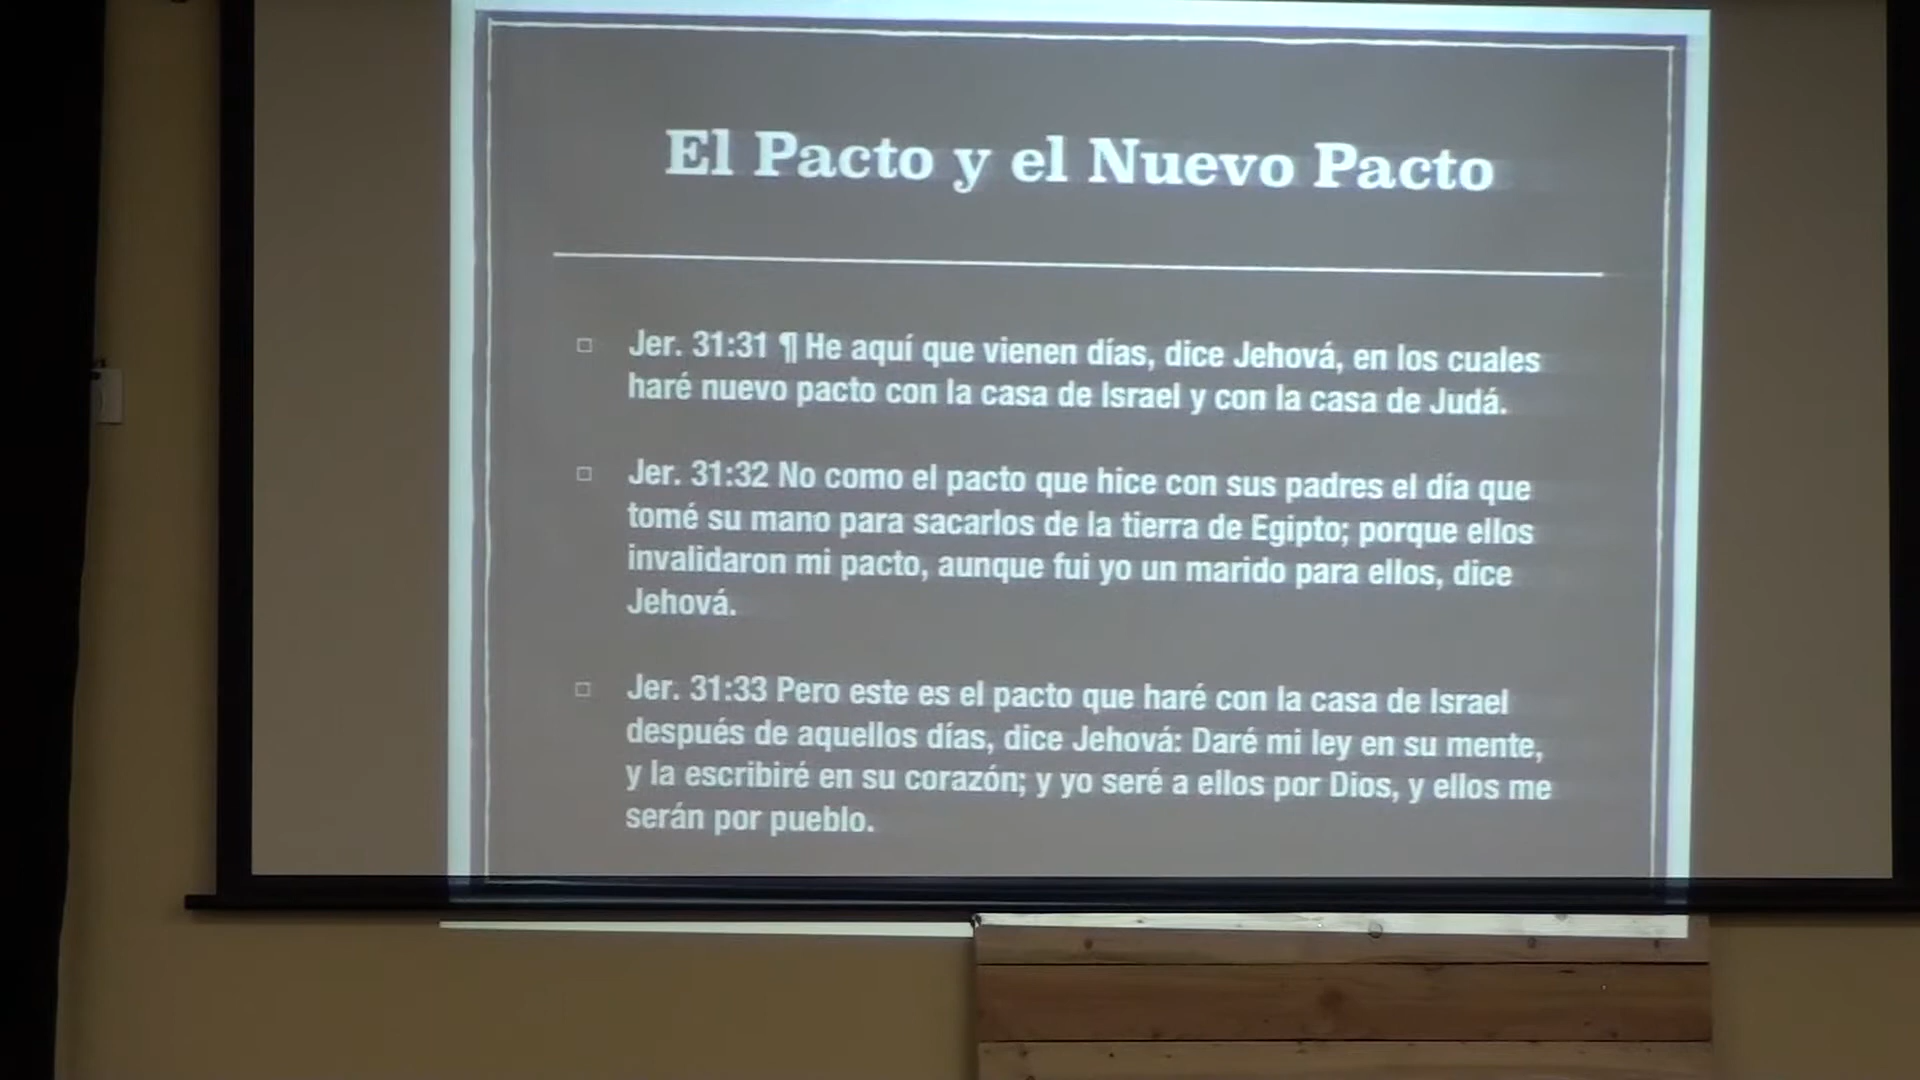 El Pacto y el Nuevo Pacto
Jer. 31:31 ¶ He aquí que vienen días, dice Jehová, en los cuales
haré nuevo pacto con la casa de Israel y con la casa de Judá.
Jer. 31:32 No como el pacto que hice con sus padres el día que
tomé su mano para sacarlos de la tierra de Egipto; porque ellos
invalidaron mi pacto, aunque fui yo un marido para ellos, dice
Jehová.
Jer. 31:33 Pero este es el pacto que haré con la casa de Israel
después de aquellos días, dice Jehová: Daré mi ley en su mente,
y la escribiré en su corazón; y yo seré a ellos por Dios, y ellos me
serán por pueblo.